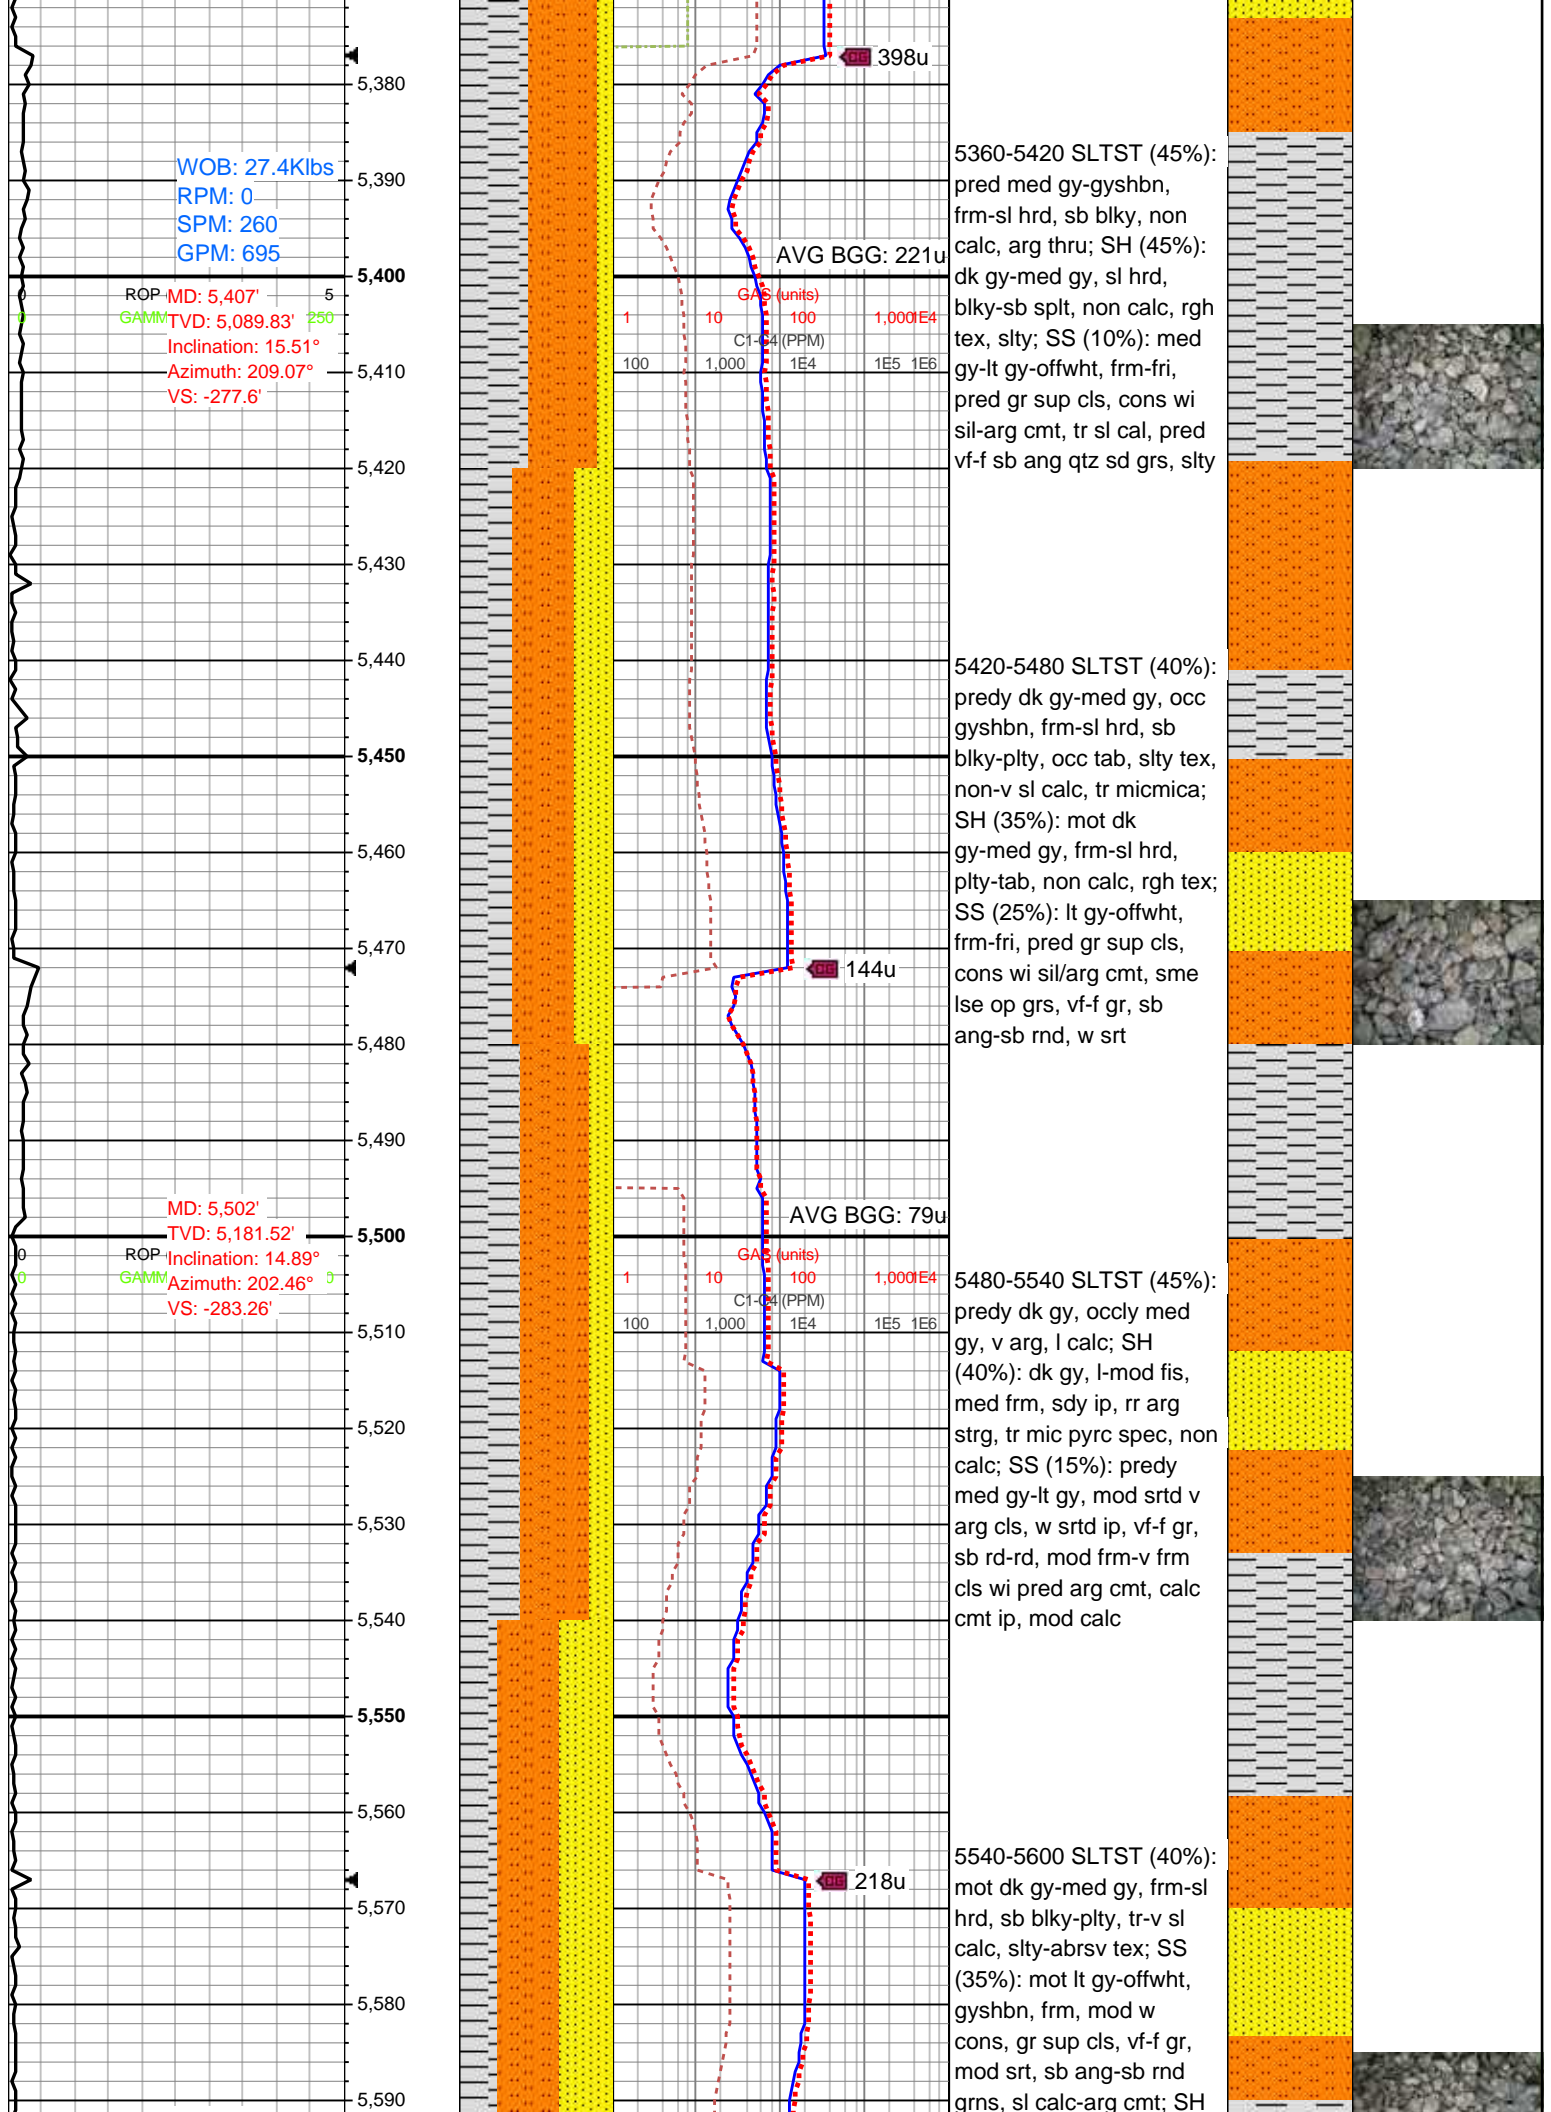 398u
5,380
WOB: 27.4Klbs
RPM: 0
SPM: 260
GPM: 695
5,390
5,400
AVG BGG: 221u
0 ROP 5
0 GAMM 250
MD: 5,407'
TVD: 5,089.83'
Inclination: 15.51°
Azimuth: 209.07°
VS: -277.6'
GAS (units)
1 10 100 1,000 1E4
C1-C4 (PPM)
100 1,000 1E4 1E5 1E6
5,410
5,420
5360-5420 SLTST (45%):
pred med gy-gyshbn,
frm-sl hrd, sb blky, non
calc, arg thru; SH (45%):
dk gy-med gy, sl hrd,
blky-sb splt, non calc, rgh
tex, slty; SS (10%): med
gy-lt gy-offwht, frm-fri,
pred gr sup cls, cons wi
sil-arg cmt, tr sl cal, pred
vf-f sb ang qtz sd grs, slty
5,430
5,440
5,450
5,460
5,470
144u
5,480
5420-5480 SLTST (40%):
predy dk gy-med gy, occ
gyshbn, frm-sl hrd, sb
blky-plty, occ tab, slty tex,
non-v sl calc, tr micmica;
SH (35%): mot dk
gy-med gy, frm-sl hrd,
plty-tab, non calc, rgh tex;
SS (25%): lt gy-offwht,
frm-fri, pred gr sup cls,
cons wi sil/arg cmt, sme
lse op grs, vf-f gr, sb
ang-sb rnd, w srt
5,490
5,500
AVG BGG: 79u
MD: 5,502'
TVD: 5,181.52'
Inclination: 14.89°
Azimuth: 202.46°
VS: -283.26'
0 ROP
0 GAMM
GAS (units)
1 10 100 1,000 1E4
C1-C4 (PPM)
100 1,000 1E4 1E5 1E6
5,510
5,520
5,530
5,540
5480-5540 SLTST (45%):
predy dk gy, occly med
gy, v arg, l calc; SH
(40%): dk gy, l-mod fis,
med frm, sdy ip, rr arg
strg, tr mic pyrc spec, non
calc; SS (15%): predy
med gy-lt gy, mod srtd v
arg cls, w srtd ip, vf-f gr,
sb rd-rd, mod frm-v frm
cls wi pred arg cmt, calc
cmt ip, mod calc
5,550
5,560
218u
5,570
5,580
5,590
5540-5600 SLTST (40%):
mot dk gy-med gy, frm-sl
hrd, sb blky-plty, tr-v sl
calc, slty-abrsv tex; SS
(35%): mot lt gy-offwht,
gyshbn, frm, mod w
cons, gr sup cls, vf-f gr,
mod srt, sb ang-sb rnd
grns, sl calc-arg cmt; SH